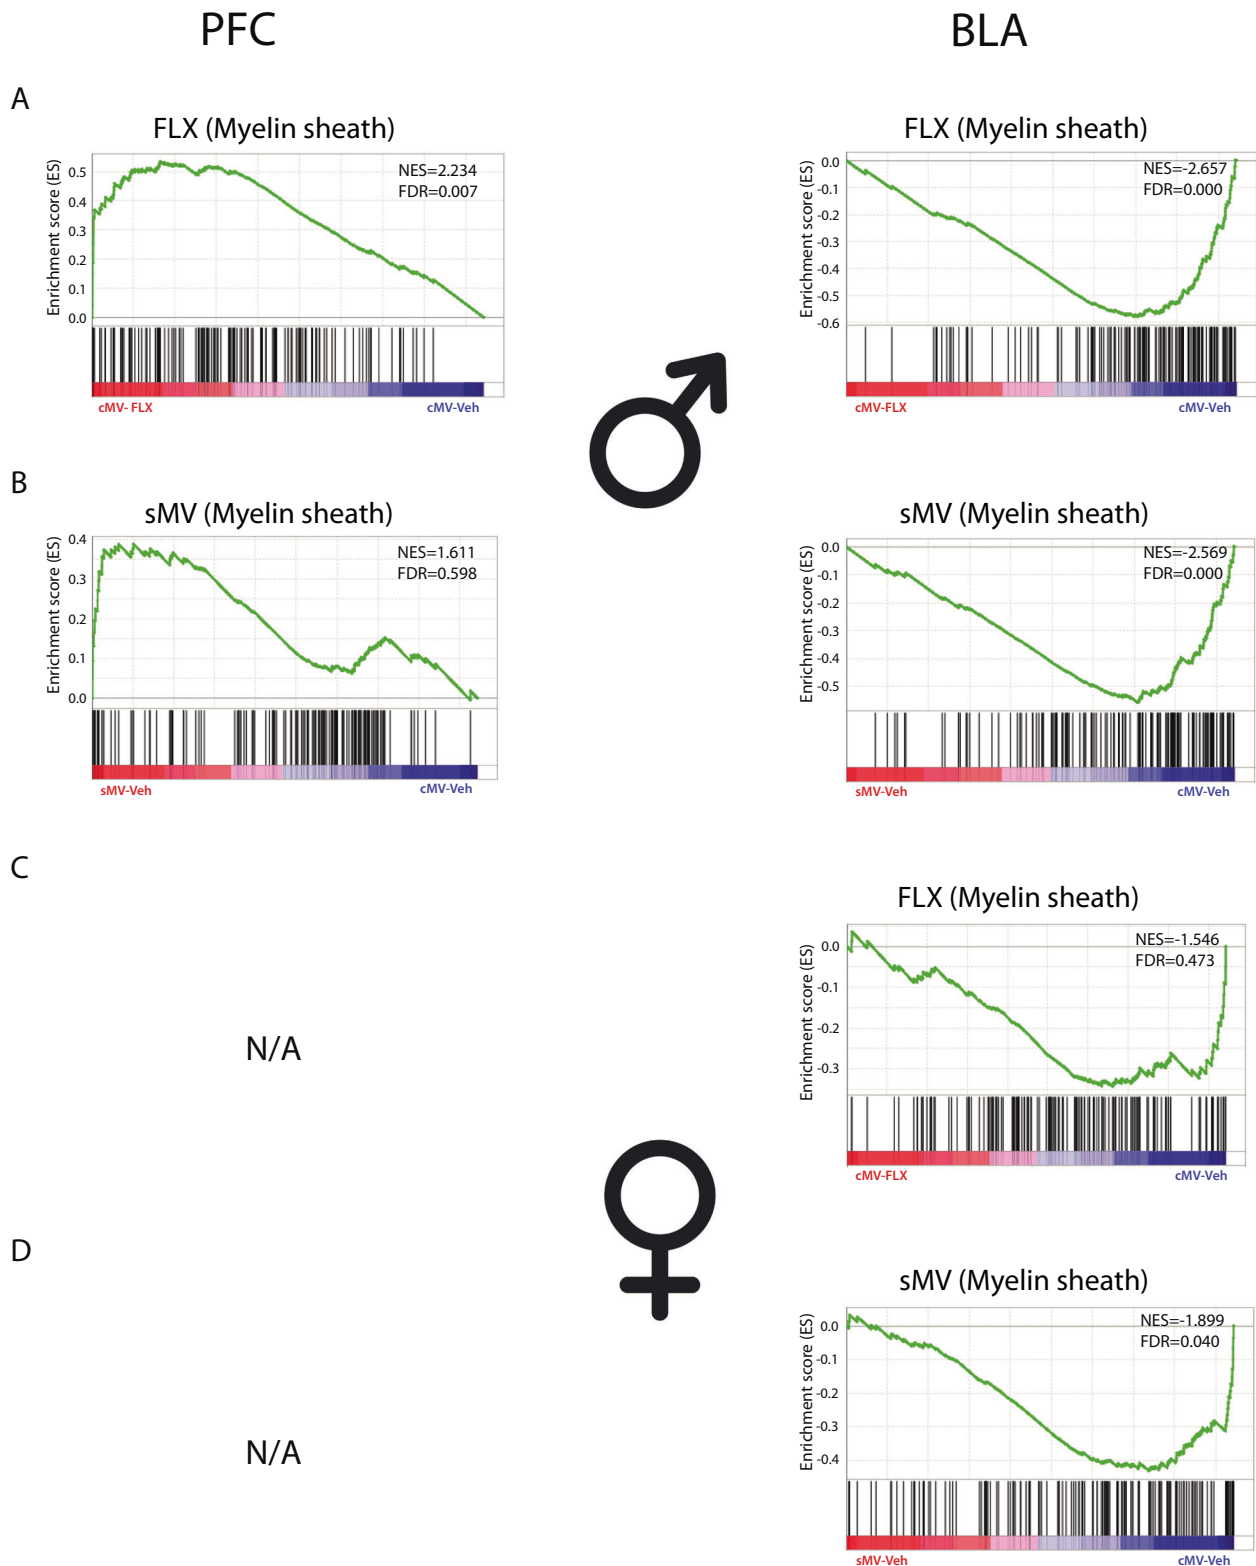 PFC
BLA
A
FLX (Myelin sheath)
Enrichment score (ES)
0.5
0.4
0.3
0.2
0.1
0.0
NES=2.234
FDR=0.007
cMV- FLX
cMV-Veh
FLX (Myelin sheath)
Enrichment score (ES)
0.0
-0.1
-0.2
-0.3
-0.4
-0.5
-0.6
NES=-2.657
FDR=0.000
cMV-FLX
cMV-Veh
B
sMV (Myelin sheath)
Enrichment score (ES)
0.4
0.3
0.2
0.1
0.0
NES=1.611
FDR=0.598
sMV-Veh
cMV-Veh
sMV (Myelin sheath)
Enrichment score (ES)
0.0
-0.1
-0.2
-0.3
-0.4
-0.5
NES=-2.569
FDR=0.000
sMV-Veh
cMV-Veh
C
N/A
FLX (Myelin sheath)
Enrichment score (ES)
0.0
-0.1
-0.2
-0.3
NES=-1.546
FDR=0.473
cMV-FLX
cMV-Veh
D
N/A
sMV (Myelin sheath)
Enrichment score (ES)
0.0
-0.1
-0.2
-0.3
-0.4
NES=-1.899
FDR=0.040
sMV-Veh
cMV-Veh